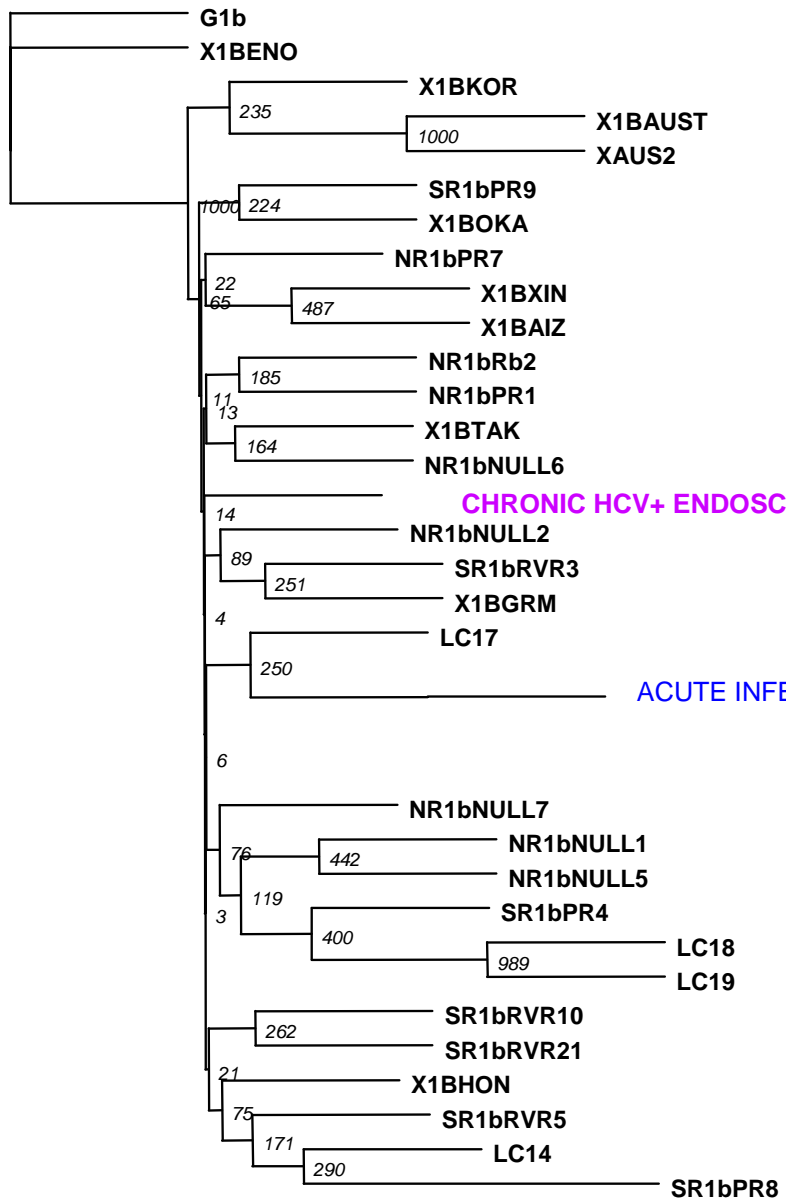 G1b
X1BENO
X1BKOR
235
X1BAUST
1000
XAUS2
SR1bPR9
1000
224
X1BOKA
NR1bPR7
22
X1BXIN
65
487
X1BAIZ
NR1bRb2
185
NR1bPR1
11
13
X1BTAK
164
NR1bNULL6
CHRONIC HCV+ ENDOSC
14
NR1bNULL2
89
SR1bRVR3
251
X1BGRM
4
LC17
250
ACUTE INFE
6
NR1bNULL7
NR1bNULL1
76
442
NR1bNULL5
119
SR1bPR4
3
400
LC18
989
LC19
SR1bRVR10
262
SR1bRVR21
21
X1BHON
75
SR1bRVR5
171
LC14
290
SR1bPR8